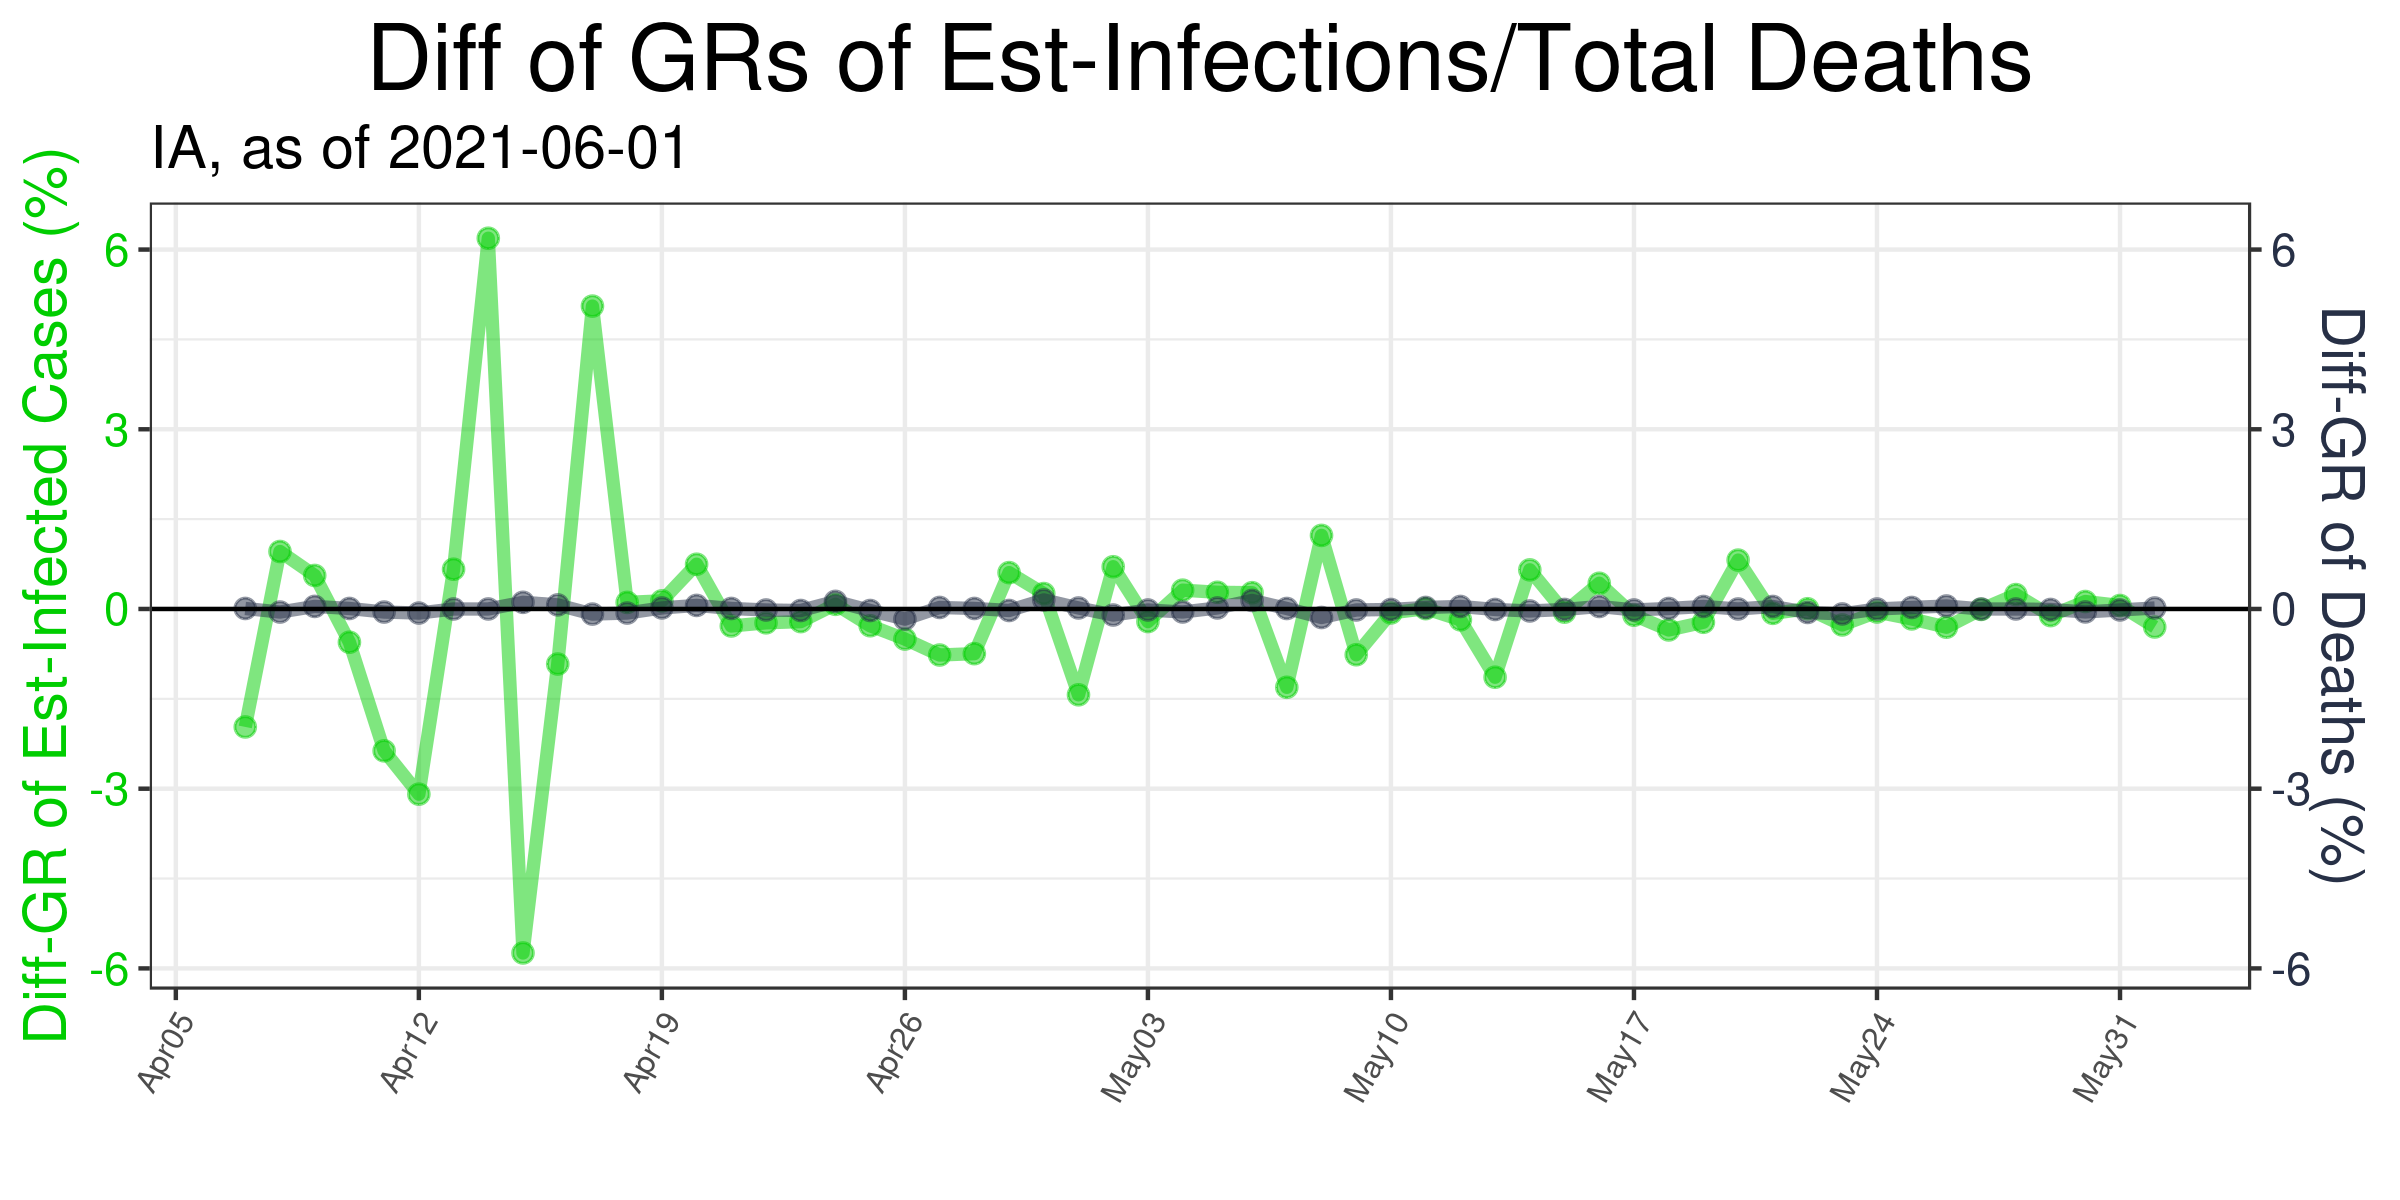 Diff of GRs of Est-Infections/Total Deaths
IA, as of 2021-06-01
Diff-GR of Est-Infected Cases (%)
6
3
0
-3
-6
6
3
0
-3
-6
Diff-GR of Deaths (%)
Apr05
Apr12
Apr19
Apr26
May03
May10
May17
May24
May31